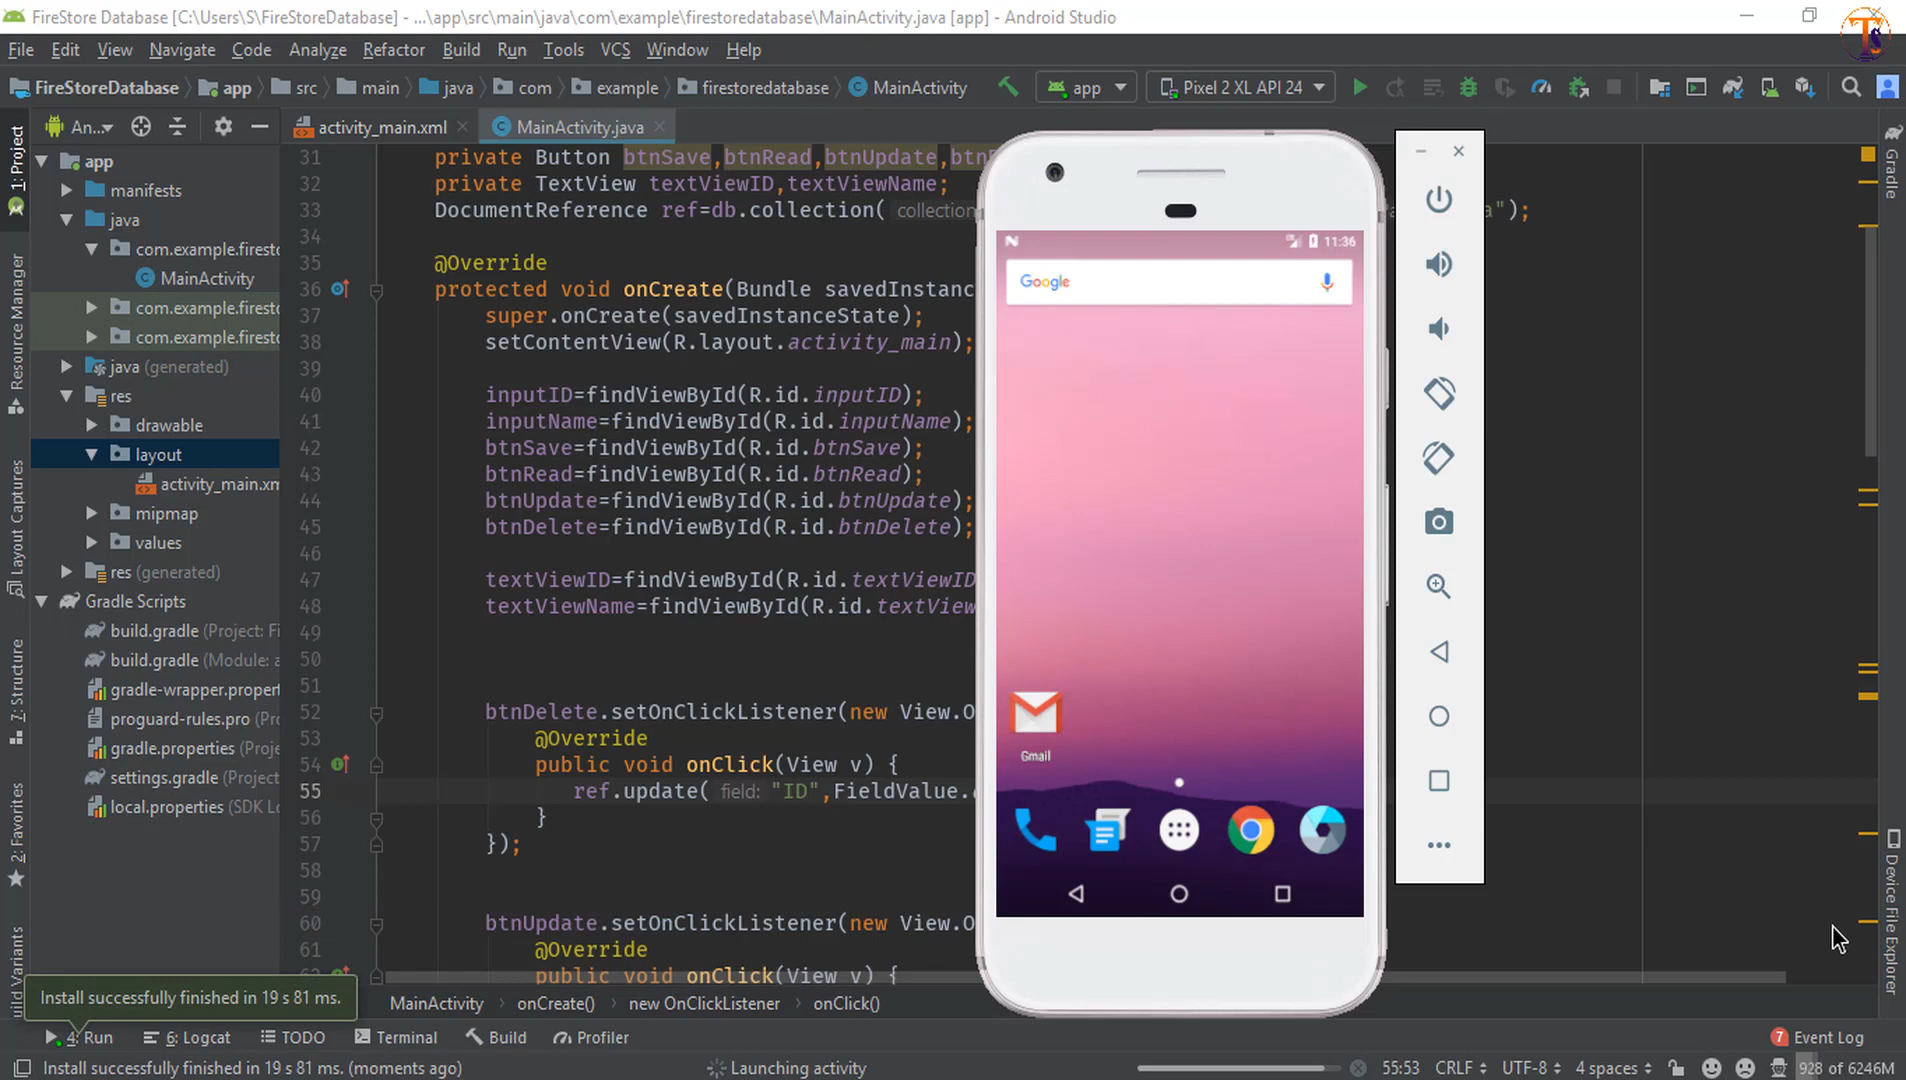 FireStore Database [C:\Users\S\FireStoreDatabase] - ...\app\src\main\java\com\example\firestoredatabase\MainActivity.java [app] - Android Studio
File Edit View Navigate Code Analyze Refactor Build Run Tools VCS Window Help
FireStoreDatabase app src main java com example firestoredatabase MainActivity app Pixel 2 XL API 24
An... activity_main.xml MainActivity.java
1: Project
Resource Manager
Layout Captures
7: Structure
2: Favorites
uild Variants
app
manifests
java
com.example.firesto
MainActivity
com.example.firesto
com.example.firesto
java (generated)
res
drawable
layout
activity_main.xm
mipmap
values
res (generated)
Gradle Scripts
build.gradle (Project: Fi
build.gradle (Module: a
gradle-wrapper.propert
proguard-rules.pro (Pro
gradle.properties (Proje
settings.gradle (Project
local.properties (SDK Lo
31 private Button btnSave,btnRead,btnUpdate,
32 private TextView textViewID,textViewName;
33 DocumentReference ref=db.collection( collection ");
34
35 @Override
36 protected void onCreate(Bundle savedInstanc
37 super.onCreate(savedInstanceState);
38 setContentView(R.layout.activity_main);
39
40 inputID=findViewById(R.id.inputID);
41 inputName=findViewById(R.id.inputName);
42 btnSave=findViewById(R.id.btnSave);
43 btnRead=findViewById(R.id.btnRead);
44 btnUpdate=findViewById(R.id.btnUpdate);
45 btnDelete=findViewById(R.id.btnDelete);
46
47 textViewID=findViewById(R.id.textViewID
48 textViewName=findViewById(R.id.textView
49
50
51
52 btnDelete.setOnClickListener(new View.O
53 @Override
54 public void onClick(View v) {
55 ref.update( field: "ID",FieldValue.
56 }
57 });
58
59
60 btnUpdate.setOnClickListener(new View.O
61 @Override
public void onClick(View v) {
11:36
Google
Gmail
Gradle
Device File Explorer
Install successfully finished in 19 s 81 ms.
MainActivity onCreate() new OnClickListener onClick()
4: Run 6: Logcat TODO Terminal Build Profiler 7 Event Log
Install successfully finished in 19 s 81 ms. (moments ago) Launching activity 55:53 CRLF UTF-8 4 spaces 928 of 6246M